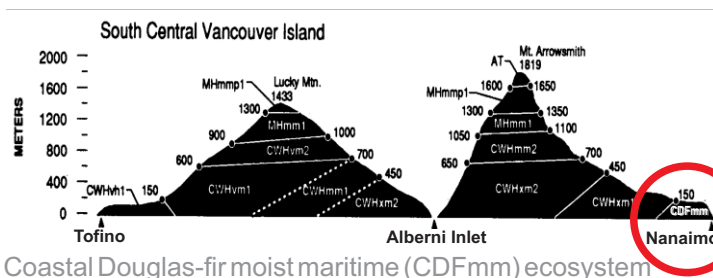 South Central Vancouver Island
METERS
2000
1600
1200
800
400
0
MHmmp1
Lucky Mtn.
1433
1300
MHmm1
900
1000
CWHvm2
600
700
CWHvm1
CWHmm1
450
CWHxm2
CWHvh1
150
AT
Mt. Arrowsmith
1819
1600
1650
MHmmp1
1300
1350
MHmm1
1050
1100
CWHmm2
650
700
CWHxm2
450
CWHxm1
150
CDFmm
Tofino
Alberni Inlet
Nanaimo
Coastal Douglas-fir moist maritime (CDFmm) ecosystem